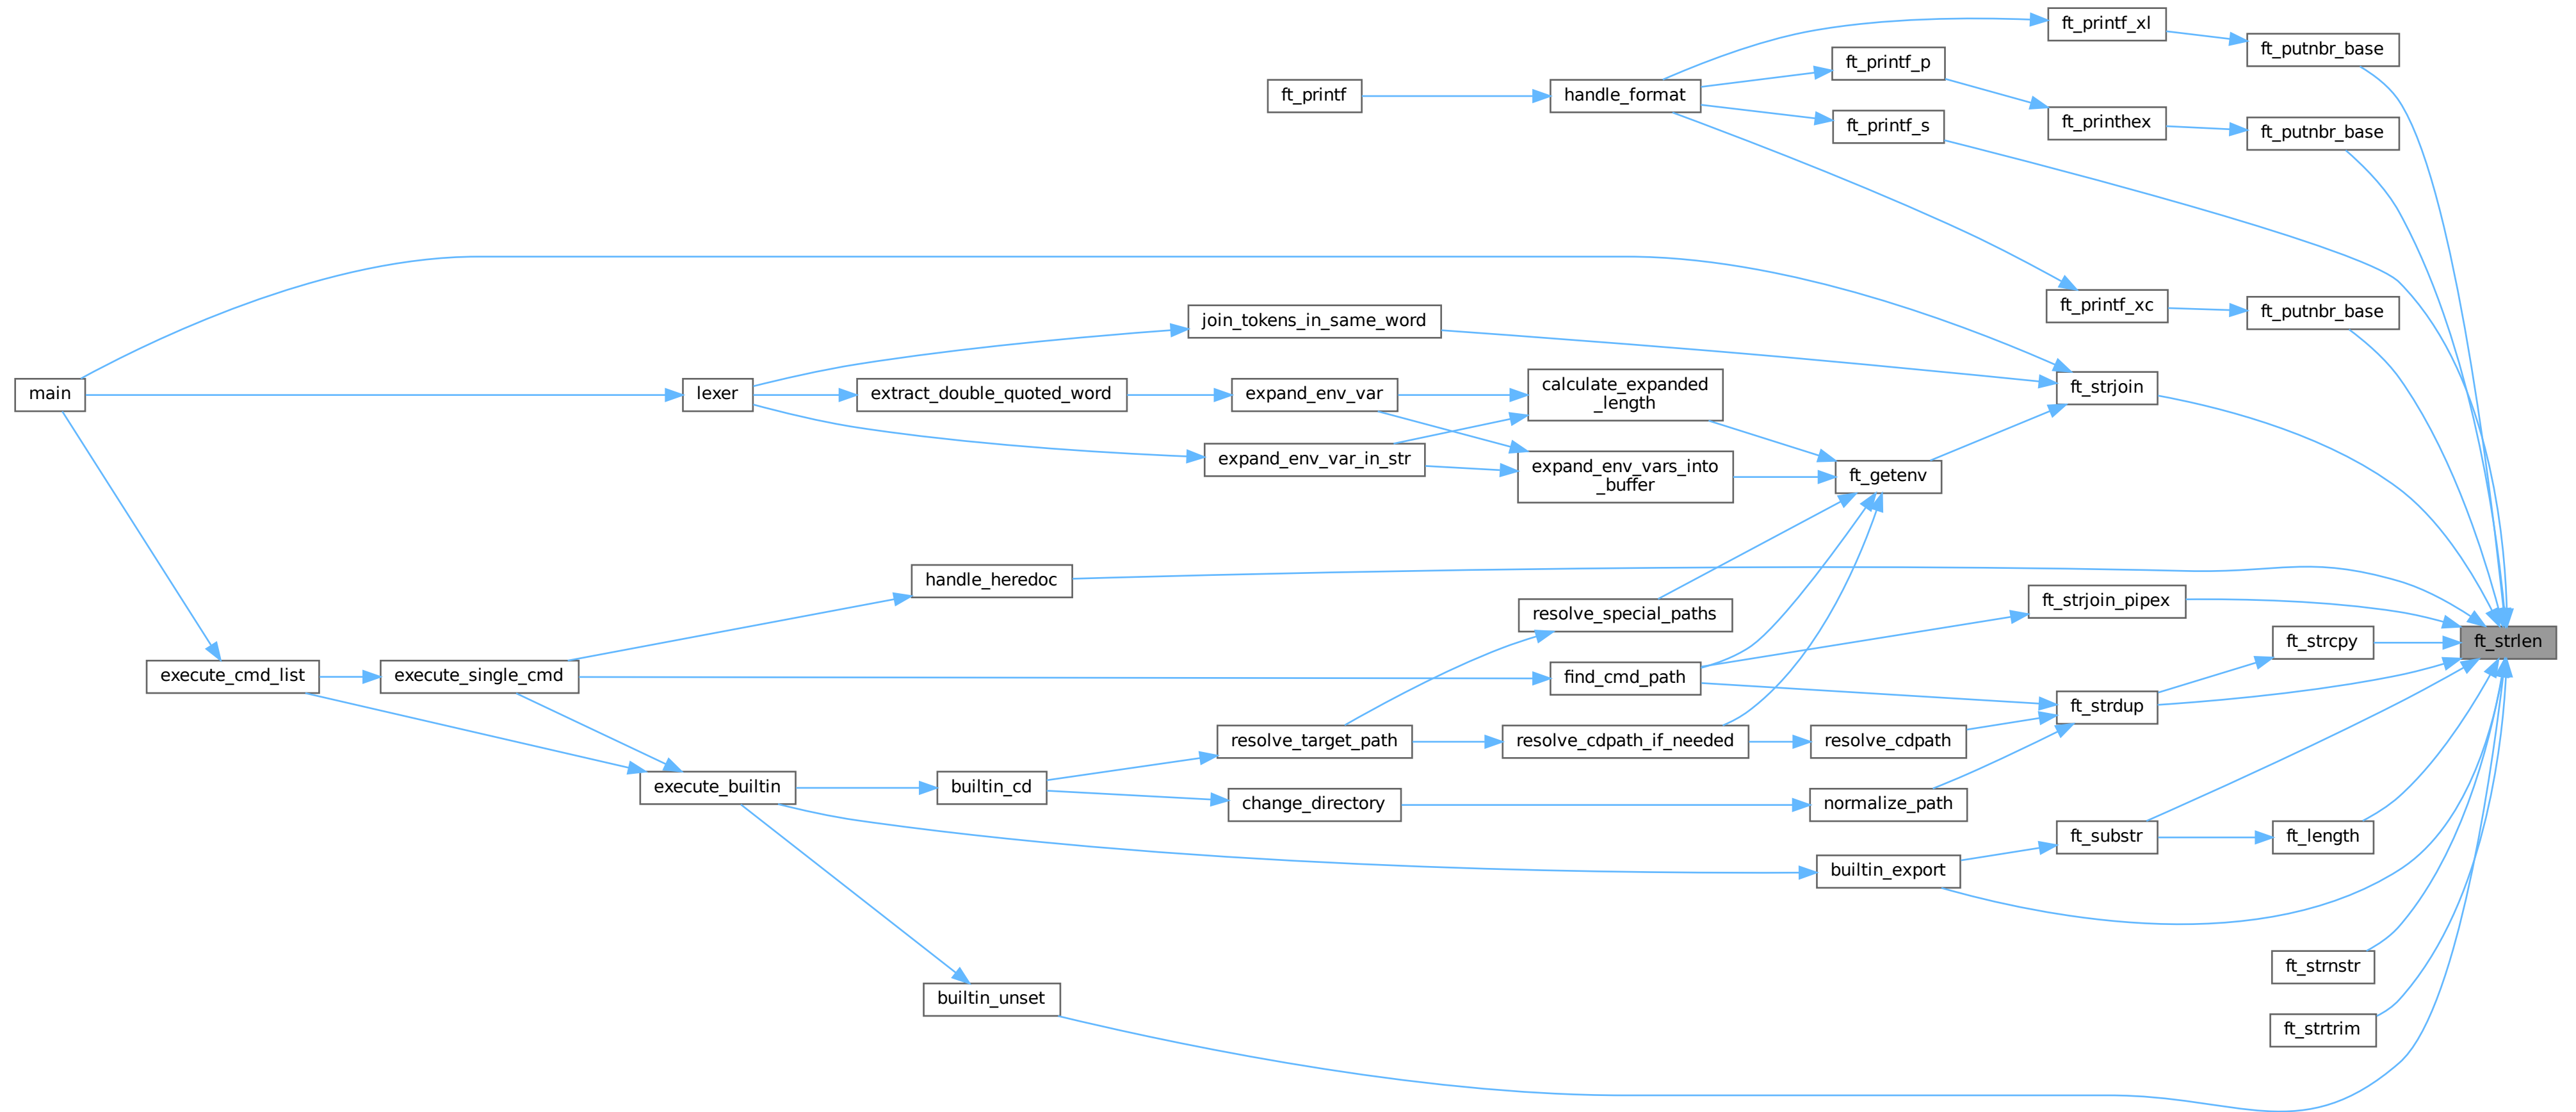 ft_printf_xl
ft_putnbr_base
ft_printf_p
ft_printf
handle_format
ft_printhex
ft_printf_s
ft_putnbr_base
ft_printf_xc
ft_putnbr_base
join_tokens_in_same_word
main
lexer
extract_double_quoted_word
expand_env_var
calculate_expanded
_length
ft_strjoin
expand_env_var_in_str
expand_env_vars_into
_buffer
ft_getenv
handle_heredoc
resolve_special_paths
ft_strjoin_pipex
ft_strcpy
ft_strlen
execute_cmd_list
execute_single_cmd
find_cmd_path
ft_strdup
resolve_target_path
resolve_cdpath_if_needed
resolve_cdpath
execute_builtin
builtin_cd
change_directory
normalize_path
ft_substr
ft_length
builtin_export
ft_strnstr
builtin_unset
ft_strtrim